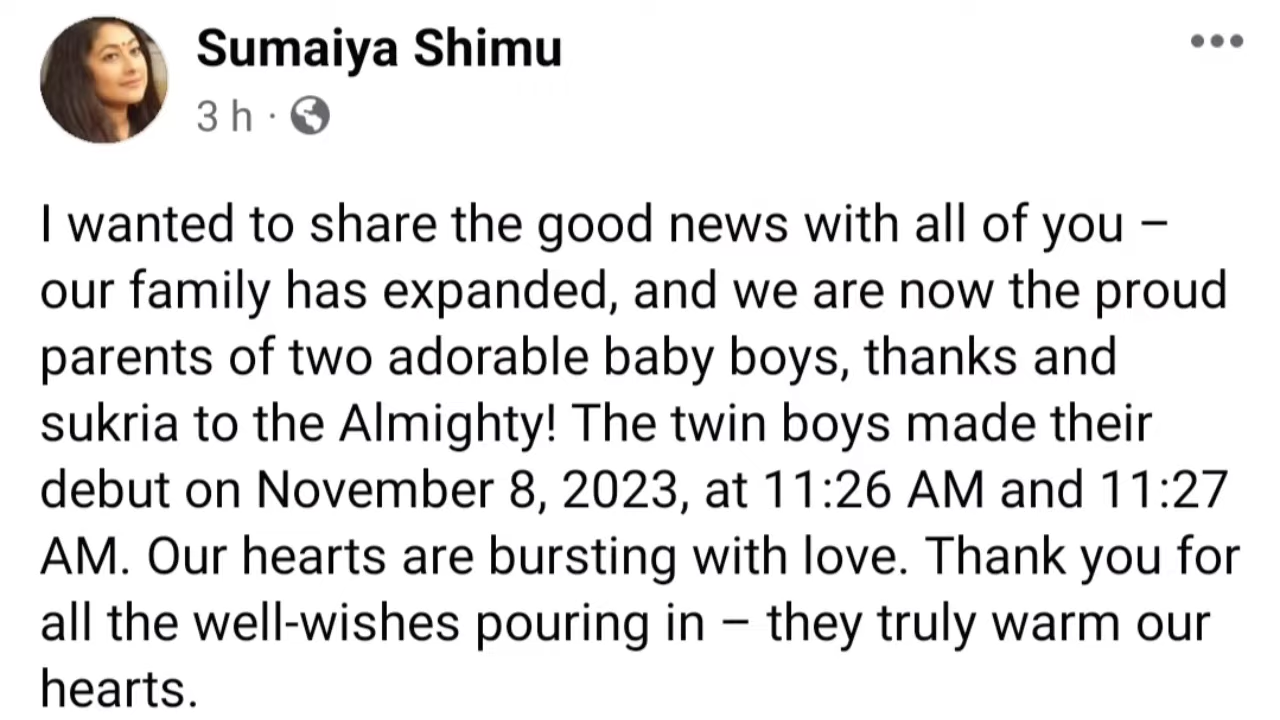 Sumaiya Shimu
3 h ·
I wanted to share the good news with all of you –
our family has expanded, and we are now the proud
parents of two adorable baby boys, thanks and
sukria to the Almighty! The twin boys made their
debut on November 8, 2023, at 11:26 AM and 11:27
AM. Our hearts are bursting with love. Thank you for
all the well-wishes pouring in – they truly warm our
hearts.